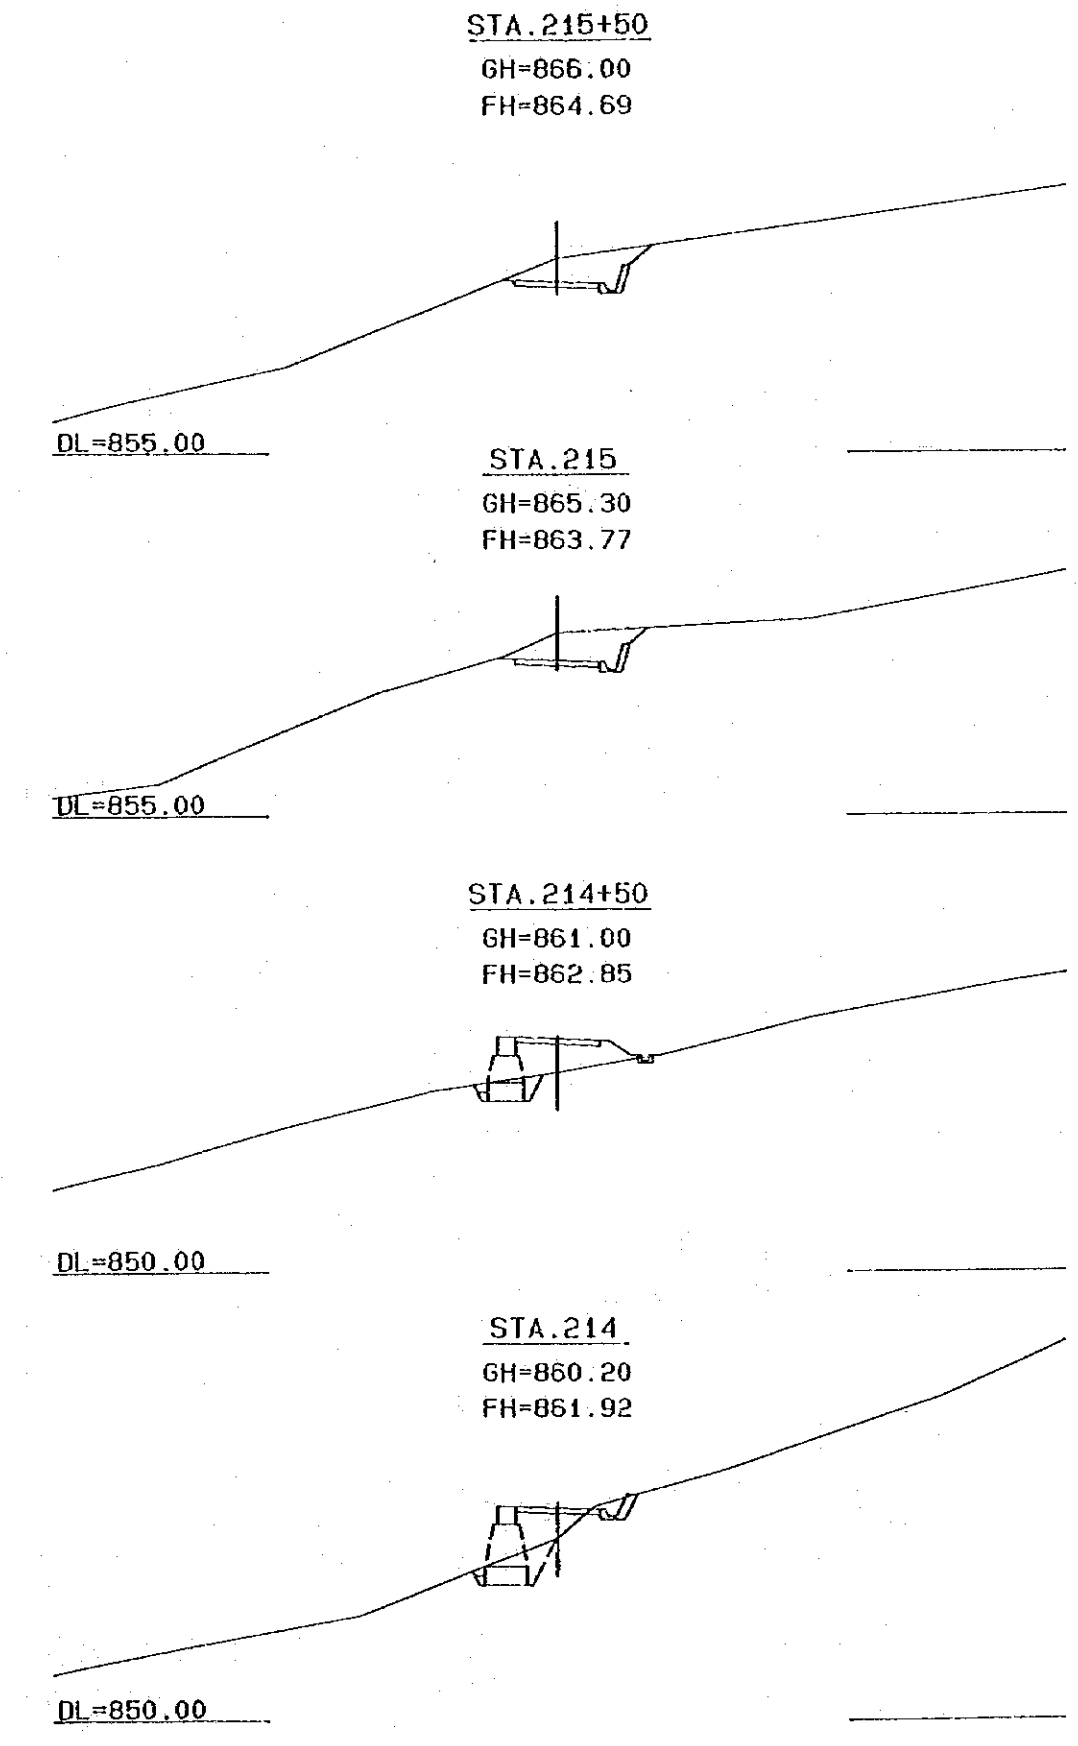 STA.215+50
GH=866.00
FH=864.69
DL=855.00
STA.215
GH=865.30
FH=863.77
DL=855.00
STA.214+50
GH=861.00
FH=862.85
DL=850.00
STA.214
GH=860.20
FH=861.92
DL=850.00